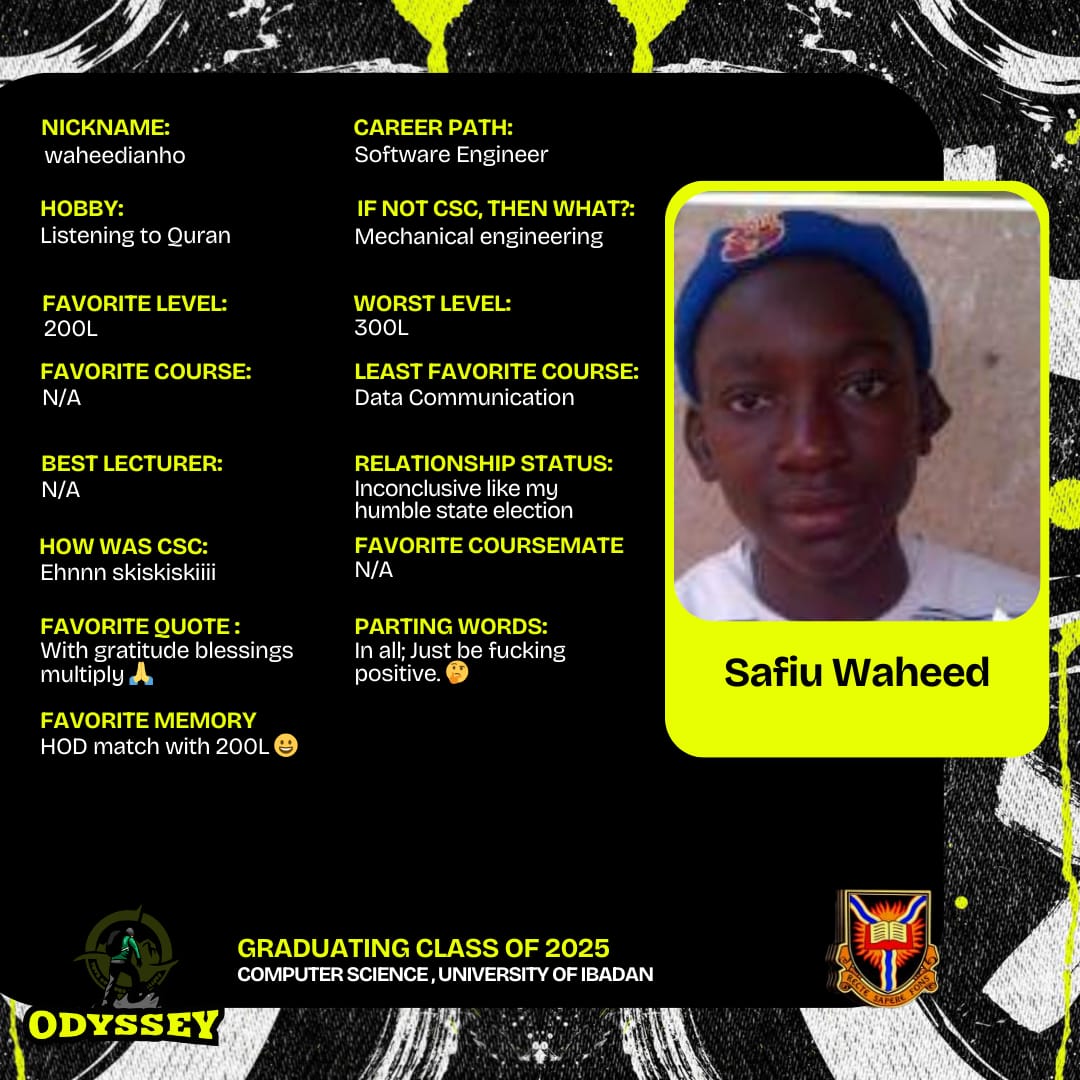 NICKNAME:
waheedianho
CAREER PATH:
Software Engineer
HOBBY:
Listening to Quran
IF NOT CSC, THEN WHAT?:
Mechanical engineering
FAVORITE LEVEL:
200L
WORST LEVEL:
300L
FAVORITE COURSE:
N/A
LEAST FAVORITE COURSE:
Data Communication
BEST LECTURER:
N/A
RELATIONSHIP STATUS:
Inconclusive like my
humble state election
HOW WAS CSC:
Ehnnn skiskiskiiii
FAVORITE COURSEMATE
N/A
FAVORITE QUOTE :
With gratitude blessings
multiply 🙏
PARTING WORDS:
In all; Just be fucking
positive. 🤔
FAVORITE MEMORY
HOD match with 200L 😀
Safiu Waheed
GRADUATING CLASS OF 2025
COMPUTER SCIENCE , UNIVERSITY OF IBADAN
ODYSSEY
RECTE SAPERE FONS